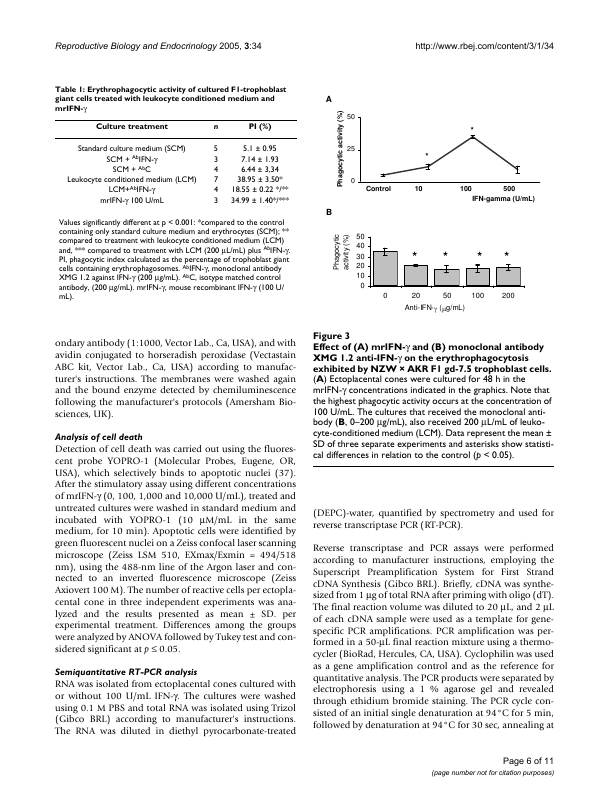 Reproductive Biology and Endocrinology 2005, 3:34
http://www.rbej.com/content/3/1/34
Table 1: Erythrophagocytic activity of cultured F1-trophoblast
giant cells treated with leukocyte conditioned medium and
mrIFN-γ
Culture treatment n PI (%)
Standard culture medium (SCM) 5 5.1 ± 0.95
SCM + AbIFN-γ 3 7.14 ± 1.93
SCM + AbC 4 6.44 ± 3,34
Leukocyte conditioned medium (LCM) 7 38.95 ± 3.50*
LCM+AbIFN-γ 4 18.55 ± 0.22 */**
mrIFN-γ 100 U/mL 3 34.99 ± 1.40*/***
Values significantly different at p < 0.001: *compared to the control
containing only standard culture medium and erythrocytes (SCM); **
compared to treatment with leukocyte conditioned medium (LCM)
and, *** compared to treatment with LCM (200 μL/mL) plus AbIFN-γ.
PI, phagocytic index calculated as the percentage of trophoblast giant
cells containing erythrophagosomes. AbIFN-γ, monoclonal antibody
XMG 1.2 against IFN-γ (200 μg/mL). AbC, isotype matched control
antibody, (200 μg/mL). mrIFN-γ, mouse recombinant IFN-γ (100 U/
mL).
ondary antibody (1:1000, Vector Lab., Ca, USA), and with
avidin conjugated to horseradish peroxidase (Vectastain
ABC kit, Vector Lab., Ca, USA) according to manufac-
turer's instructions. The membranes were washed again
and the bound enzyme detected by chemiluminescence
following the manufacturer's protocols (Amersham Bio-
sciences, UK).
Analysis of cell death
Detection of cell death was carried out using the fluores-
cent probe YOPRO-1 (Molecular Probes, Eugene, OR,
USA), which selectively binds to apoptotic nuclei (37).
After the stimulatory assay using different concentrations
of mrIFN-γ (0, 100, 1,000 and 10,000 U/mL), treated and
untreated cultures were washed in standard medium and
incubated with YOPRO-1 (10 μM/mL in the same
medium, for 10 min). Apoptotic cells were identified by
green fluorescent nuclei on a Zeiss confocal laser scanning
microscope (Zeiss LSM 510, EXmax/Exmin = 494/518
nm), using the 488-nm line of the Argon laser and con-
nected to an inverted fluorescence microscope (Zeiss
Axiovert 100 M). The number of reactive cells per ectopla-
cental cone in three independent experiments was ana-
lyzed and the results presented as mean ± SD. per
experimental treatment. Differences among the groups
were analyzed by ANOVA followed by Tukey test and con-
sidered significant at p ≤ 0.05.
Semiquantitative RT-PCR analysis
RNA was isolated from ectoplacental cones cultured with
or without 100 U/mL IFN-γ. The cultures were washed
using 0.1 M PBS and total RNA was isolated using Trizol
(Gibco BRL) according to manufacturer's instructions.
The RNA was diluted in diethyl pyrocarbonate-treated
A
Phagocytic activity (%)
50
25
0
*
*
Control 10 100 500
IFN-gamma (U/mL)
B
Phagocytic
activity (%)
50
40
30
20
10
0
* * * *
0 20 50 100 200
Anti-IFN-γ (μg/mL)
Figure 3
Effect of (A) mrIFN-γ and (B) monoclonal antibody
XMG 1.2 anti-IFN-γ on the erythrophagocytosis
exhibited by NZW × AKR F1 gd-7.5 trophoblast cells.
(A) Ectoplacental cones were cultured for 48 h in the
mrIFN-γ concentrations indicated in the graphics. Note that
the highest phagocytic activity occurs at the concentration of
100 U/mL. The cultures that received the monoclonal anti-
body (B, 0–200 μg/mL), also received 200 μL/mL of leuko-
cyte-conditioned medium (LCM). Data represent the mean ±
SD of three separate experiments and asterisks show statisti-
cal differences in relation to the control (p < 0.05).
(DEPC)-water, quantified by spectrometry and used for
reverse transcriptase PCR (RT-PCR).
Reverse transcriptase and PCR assays were performed
according to manufacturer instructions, employing the
Superscript Preamplification System for First Strand
cDNA Synthesis (Gibco BRL). Briefly, cDNA was synthe-
sized from 1 μg of total RNA after priming with oligo (dT).
The final reaction volume was diluted to 20 μL, and 2 μL
of each cDNA sample were used as a template for gene-
specific PCR amplifications. PCR amplification was per-
formed in a 50-μL final reaction mixture using a thermo-
cycler (BioRad, Hercules, CA, USA). Cyclophilin was used
as a gene amplification control and as the reference for
quantitative analysis. The PCR products were separated by
electrophoresis using a 1 % agarose gel and revealed
through ethidium bromide staining. The PCR cycle con-
sisted of an initial single denaturation at 94°C for 5 min,
followed by denaturation at 94°C for 30 sec, annealing at
Page 6 of 11
(page number not for citation purposes)